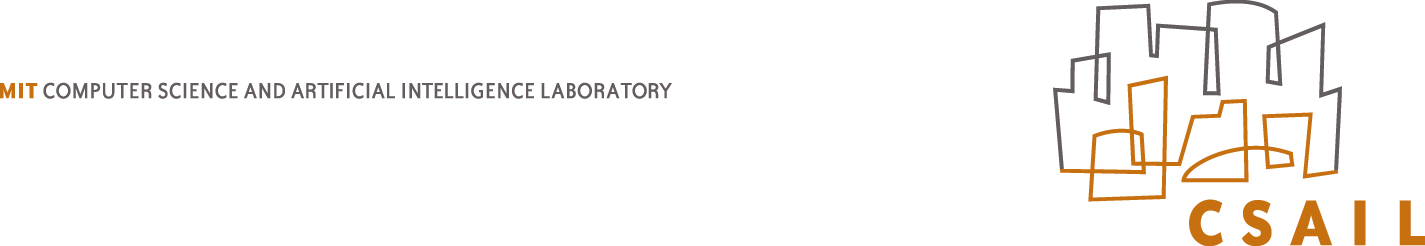 MIT COMPUTER SCIENCE AND ARTIFICIAL INTELLIGENCE LABORATORY
CSAIL